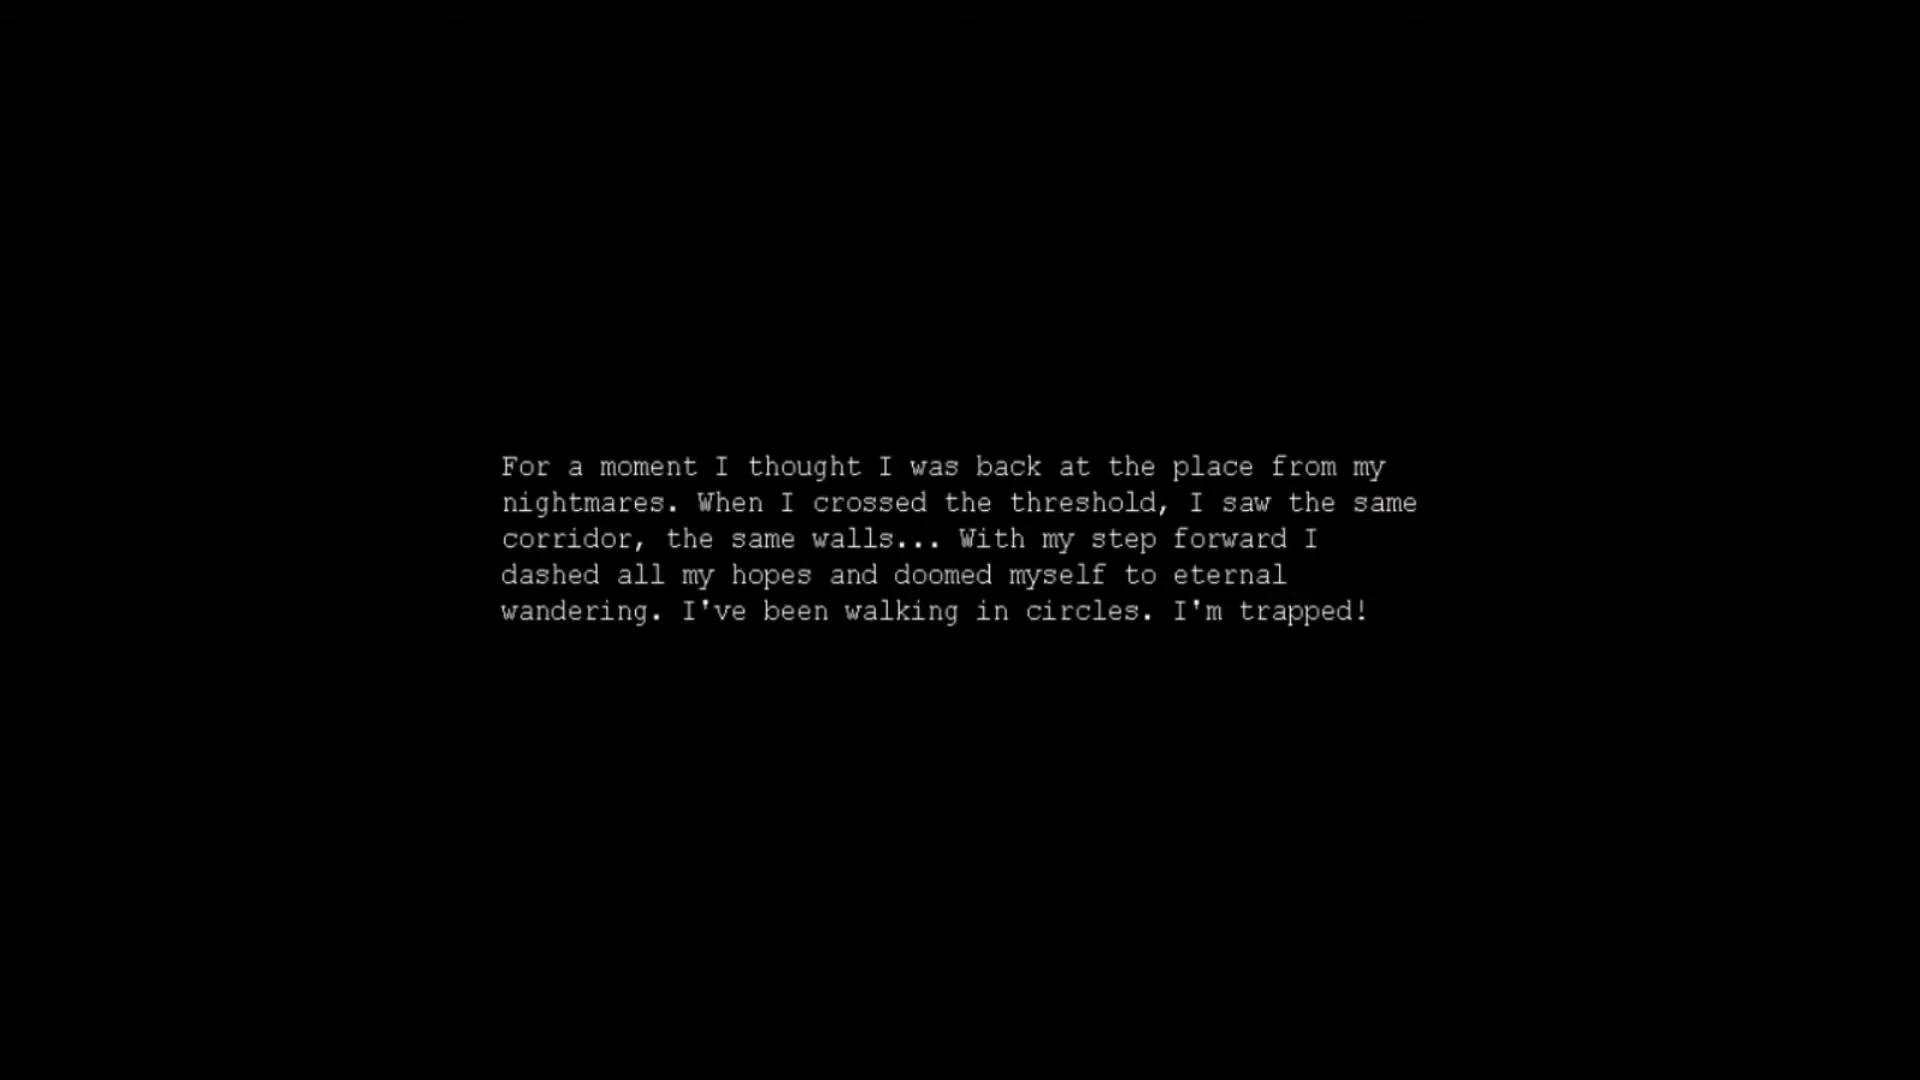 For a moment I thought I was back at the place from my
nightmares. When I crossed the threshold, I saw the same
corridor, the same walls... With my step forward I
dashed all my hopes and doomed myself to eternal
wandering. I've been walking in circles. I'm trapped!